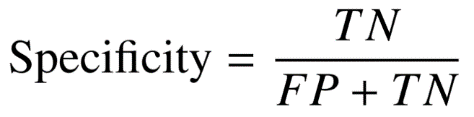 Specificity = TN / FP + TN